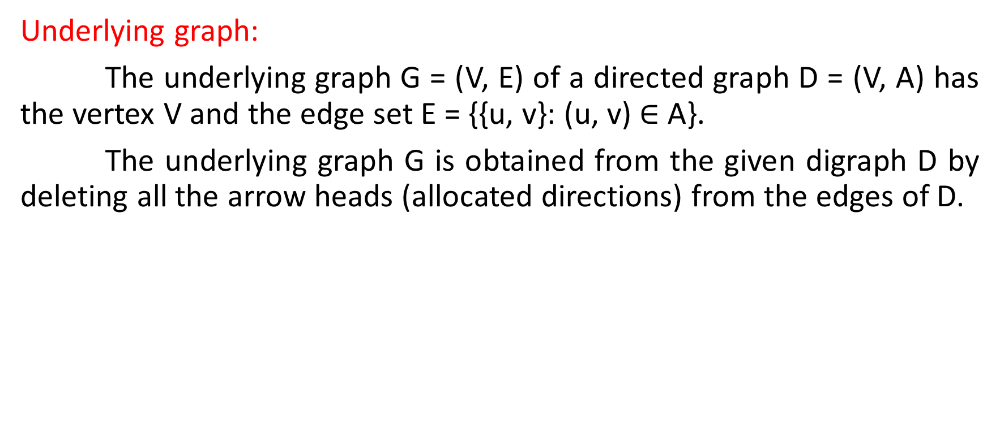 Underlying graph:
The underlying graph G = (V, E) of a directed graph D = (V, A) has
the vertex V and the edge set E = {{u, v}: (u, v) ∈ A}.
The underlying graph G is obtained from the given digraph D by
deleting all the arrow heads (allocated directions) from the edges of D.